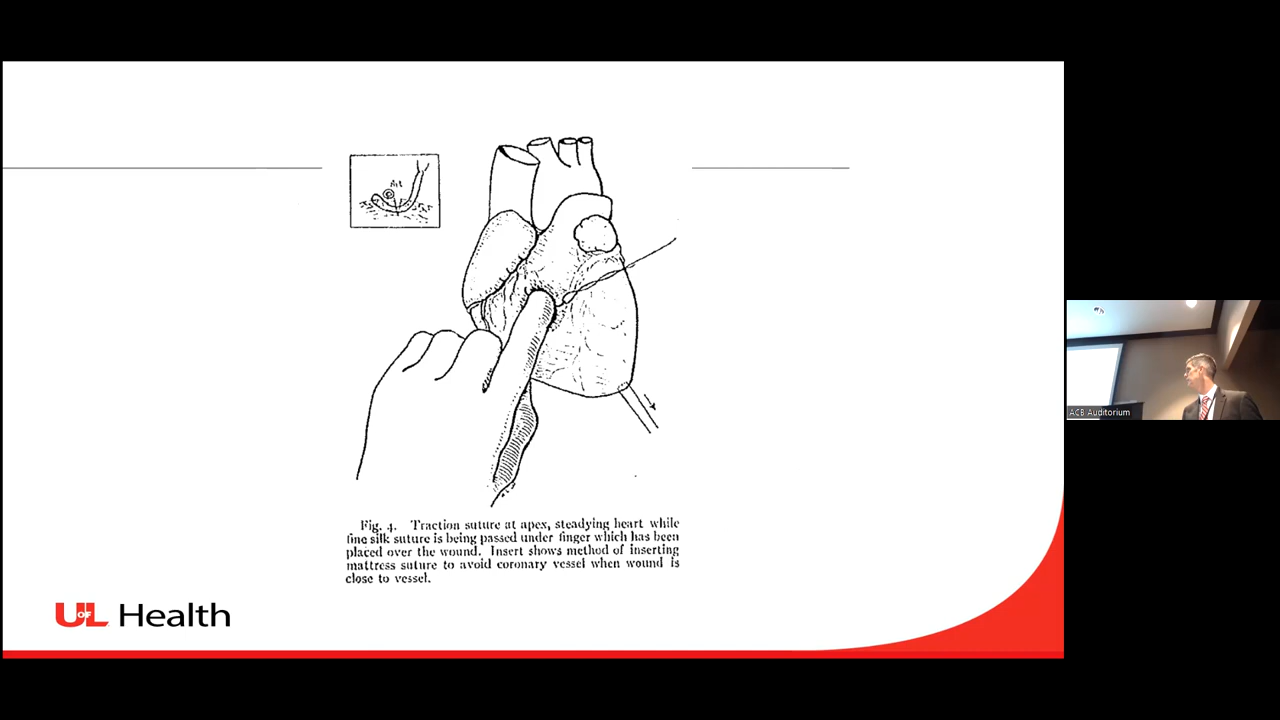 Art
Fig. 4. Traction suture at apex, steadying heart while
fine silk suture is being passed under finger which has been
placed over the wound. Insert shows method of inserting
mattress suture to avoid coronary vessel when wound is
close to vessel.
UOFL Health
ACB Auditorium